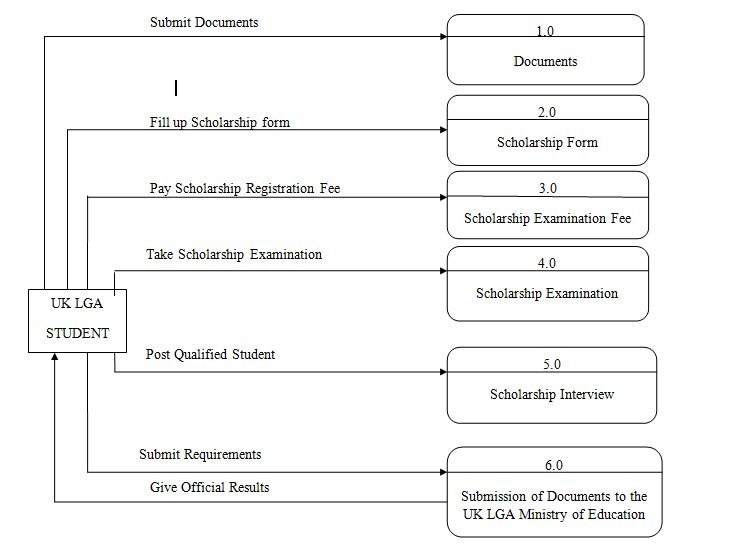 Submit Documents
1.0
Documents
Fill up Scholarship form
2.0
Scholarship Form
Pay Scholarship Registration Fee
3.0
Scholarship Examination Fee
Take Scholarship Examination
4.0
Scholarship Examination
UK LGA
STUDENT
Post Qualified Student
5.0
Scholarship Interview
Submit Requirements
6.0
Give Official Results
Submission of Documents to the
UK LGA Ministry of Education